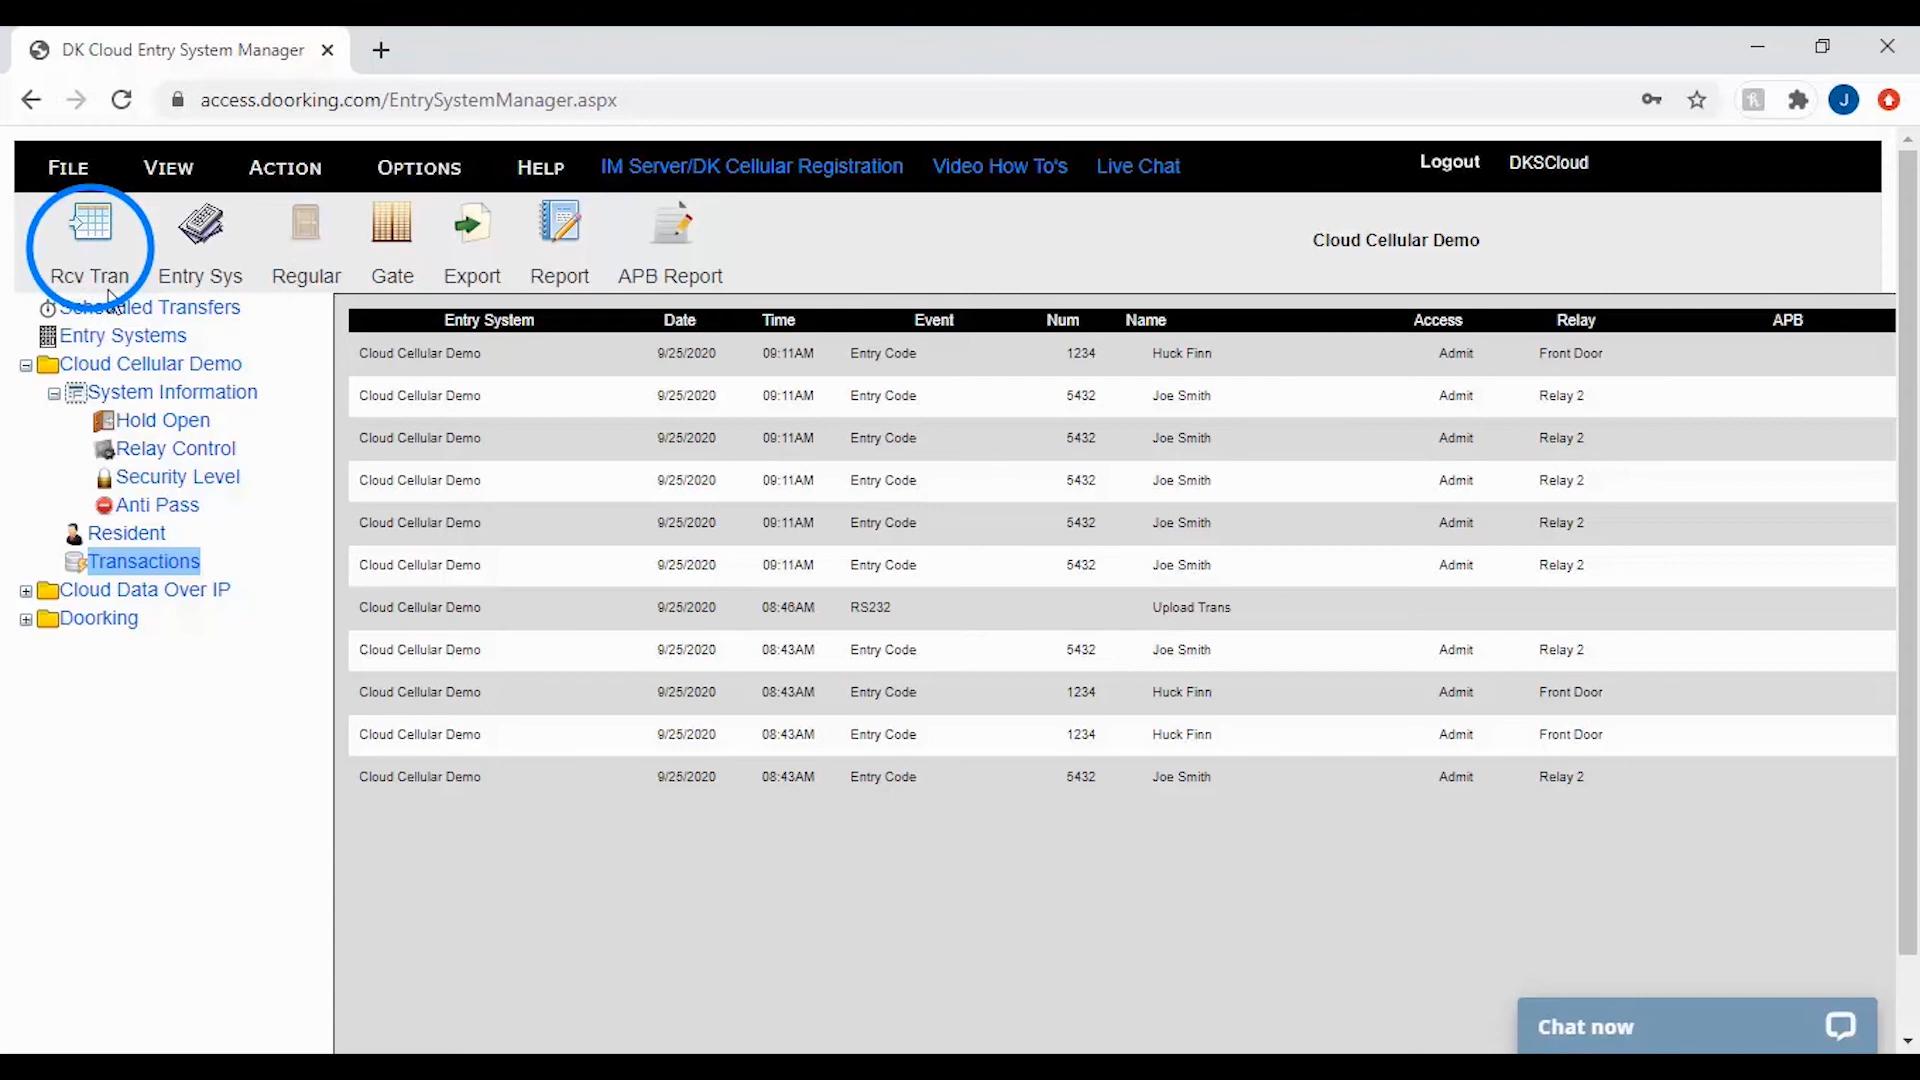 DK Cloud Entry System Manager
access.doorking.com/EntrySystemManager.aspx
J
FILE VIEW ACTION OPTIONS HELP IM Server/DK Cellular Registration Video How To's Live Chat Logout DKSCloud
Rcv Tran Entry Sys Regular Gate Export Report APB Report Cloud Cellular Demo
Scheduled Transfers
Entry Systems
Cloud Cellular Demo
System Information
Hold Open
Relay Control
Security Level
Anti Pass
Resident
Transactions
Cloud Data Over IP
Doorking
Entry System Date Time Event Num Name Access Relay APB
Cloud Cellular Demo 9/25/2020 09:11AM Entry Code 1234 Huck Finn Admit Front Door
Cloud Cellular Demo 9/25/2020 09:11AM Entry Code 5432 Joe Smith Admit Relay 2
Cloud Cellular Demo 9/25/2020 09:11AM Entry Code 5432 Joe Smith Admit Relay 2
Cloud Cellular Demo 9/25/2020 09:11AM Entry Code 5432 Joe Smith Admit Relay 2
Cloud Cellular Demo 9/25/2020 09:11AM Entry Code 5432 Joe Smith Admit Relay 2
Cloud Cellular Demo 9/25/2020 09:11AM Entry Code 5432 Joe Smith Admit Relay 2
Cloud Cellular Demo 9/25/2020 08:46AM RS232 Upload Trans
Cloud Cellular Demo 9/25/2020 08:43AM Entry Code 5432 Joe Smith Admit Relay 2
Cloud Cellular Demo 9/25/2020 08:43AM Entry Code 1234 Huck Finn Admit Front Door
Cloud Cellular Demo 9/25/2020 08:43AM Entry Code 1234 Huck Finn Admit Front Door
Cloud Cellular Demo 9/25/2020 08:43AM Entry Code 5432 Joe Smith Admit Relay 2
Chat now